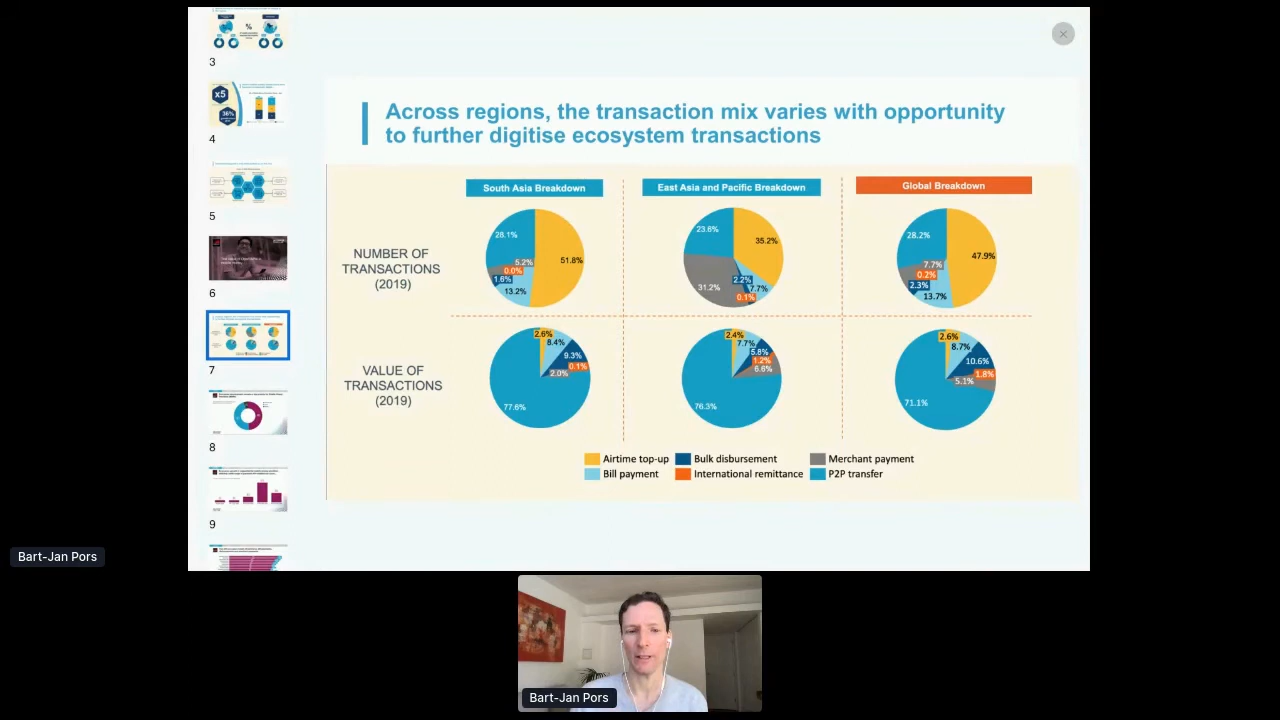 3
x5
36%
4
5
6
7
8
9
Across regions, the transaction mix varies with opportunity
to further digitise ecosystem transactions
South Asia Breakdown
East Asia and Pacific Breakdown
Global Breakdown
NUMBER OF
TRANSACTIONS
(2019)
28.1%
51.8%
5.2%
0.0%
1.6%
13.2%
23.6%
35.2%
31.2%
2.2%
7.7%
0.1%
28.2%
47.9%
7.7%
0.2%
2.3%
13.7%
VALUE OF
TRANSACTIONS
(2019)
2.6%
8.4%
9.3%
0.1%
2.0%
77.6%
2.4%
7.7%
5.8%
1.2%
6.6%
76.3%
2.6%
8.7%
10.6%
1.8%
5.1%
71.1%
Airtime top-up
Bulk disbursement
Merchant payment
Bill payment
International remittance
P2P transfer
Bart-Jan Pors
Bart-Jan Pors